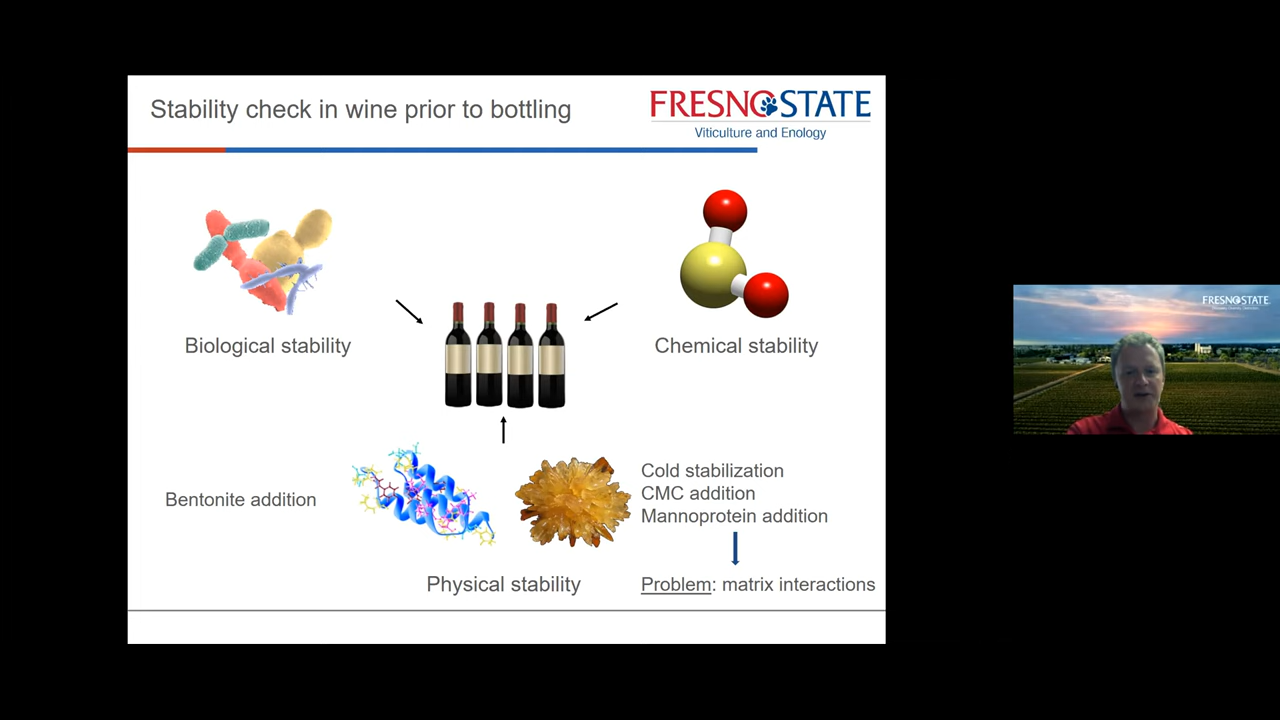 Stability check in wine prior to bottling
FRESNO STATE
Viticulture and Enology
Biological stability
Chemical stability
Bentonite addition
Cold stabilization
CMC addition
Mannoprotein addition
Physical stability
Problem: matrix interactions
FRESNO STATE